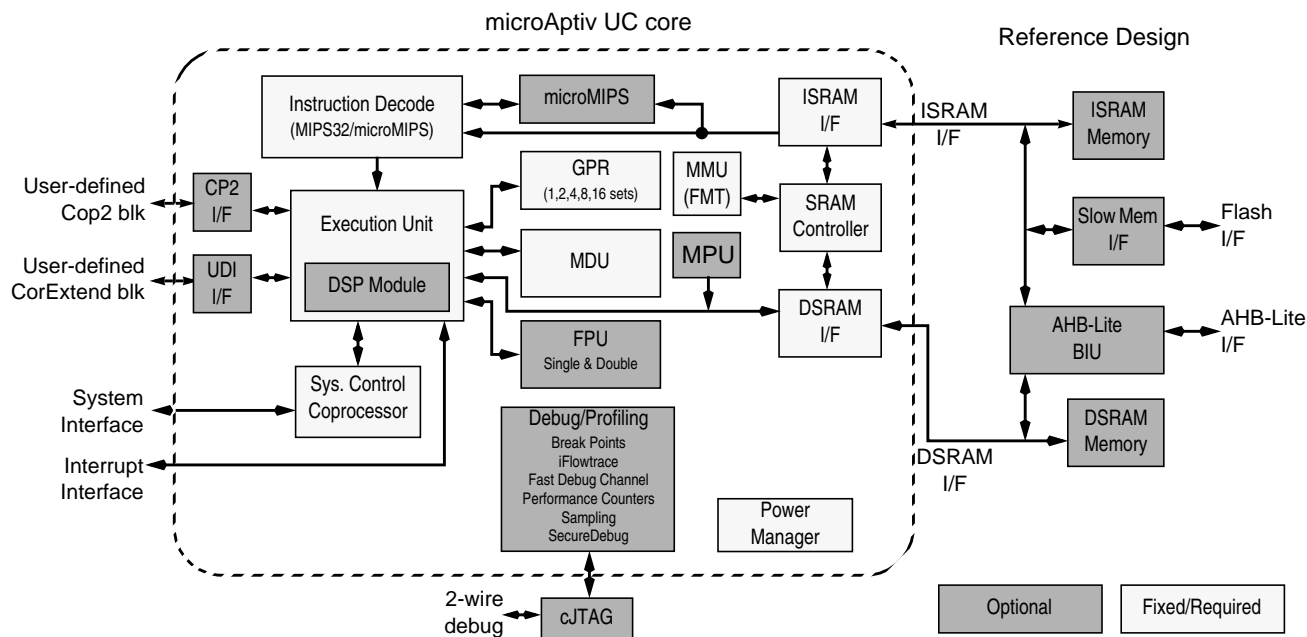 microAptiv UC core
Reference Design
Instruction Decode
(MIPS32/microMIPS)
microMIPS
ISRAM
I/F
ISRAM
I/F
ISRAM
Memory
GPR
(1,2,4,8,16 sets)
MMU
(FMT)
SRAM
Controller
User-defined
Cop2 blk
CP2
I/F
Execution Unit
Slow Mem
I/F
Flash
I/F
User-defined
CorExtend blk
UDI
I/F
DSP Module
MDU
MPU
DSRAM
I/F
AHB-Lite
BIU
AHB-Lite
I/F
FPU
Single & Double
System
Interface
Sys. Control
Coprocessor
Interrupt
Interface
Debug/Profiling
Break Points
iFlowtrace
Fast Debug Channel
Performance Counters
Sampling
SecureDebug
DSRAM
I/F
DSRAM
Memory
Power
Manager
2-wire
debug
cJTAG
Optional
Fixed/Required